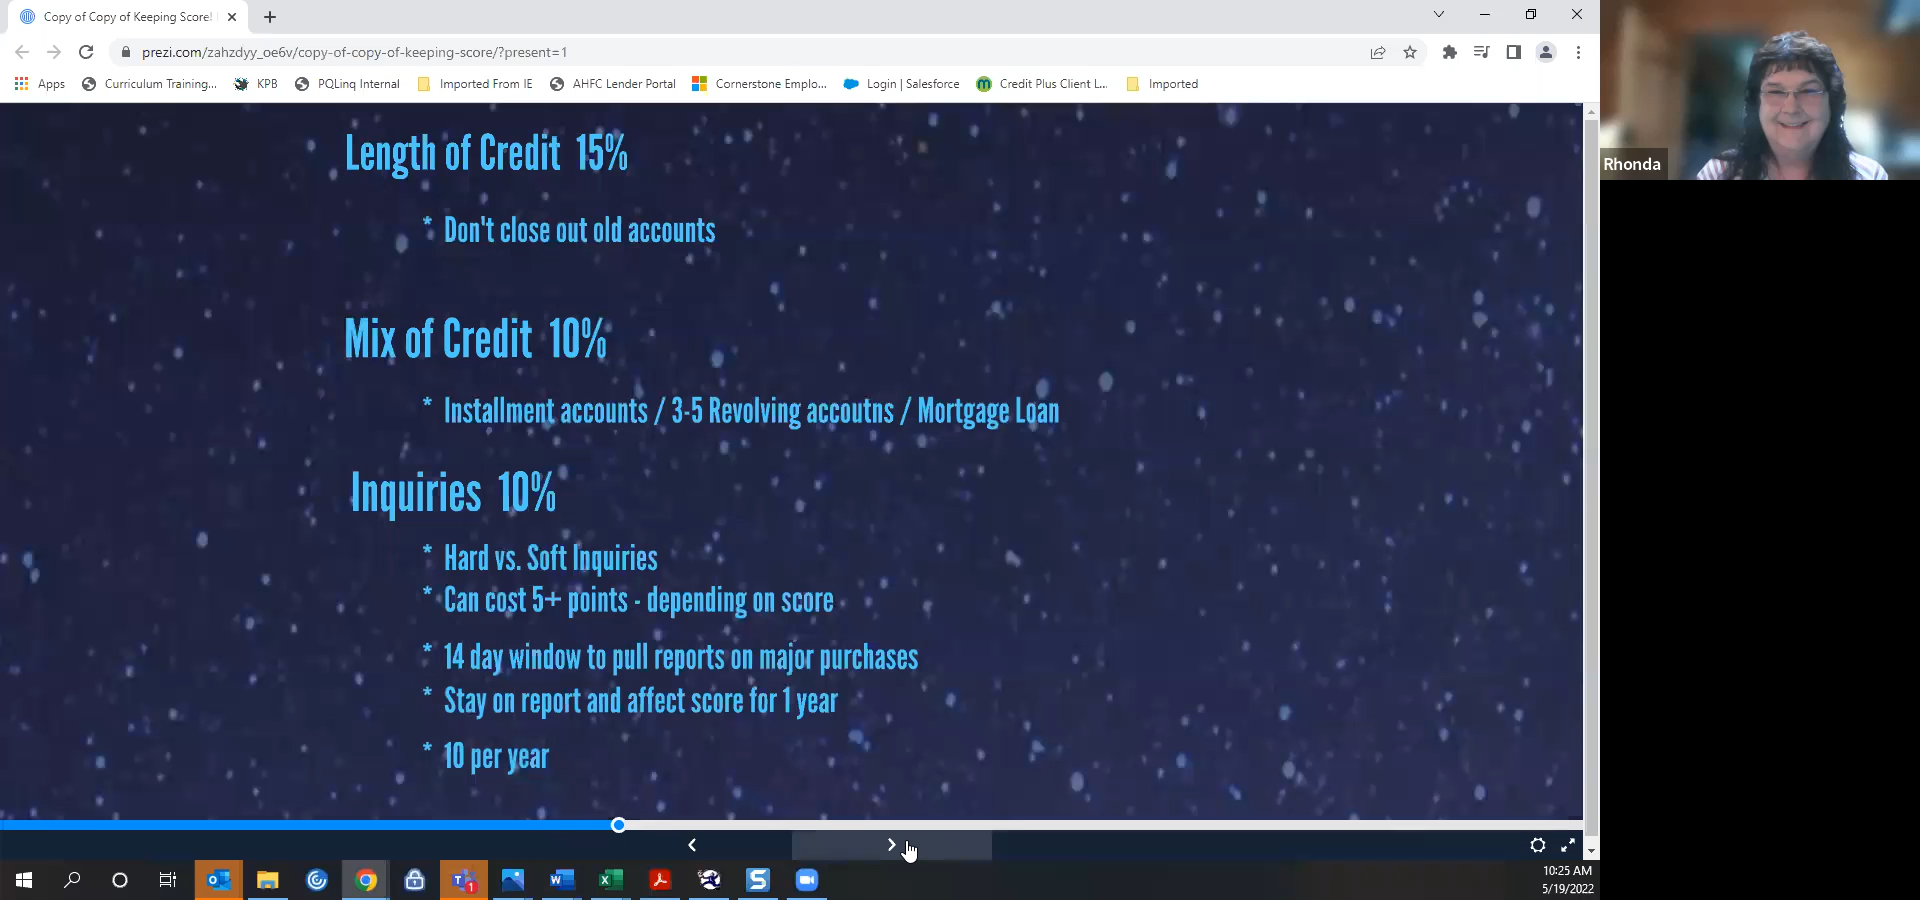 Copy of Copy of Keeping Score!
prezi.com/zahzdyy_oe6v/copy-of-copy-of-keeping-score/?present=1
Apps
Curriculum Training...
KPB
PQLinq Internal
Imported From IE
AHFC Lender Portal
Cornerstone Emplo...
Login | Salesforce
Credit Plus Client L...
Imported
Rhonda
Length of Credit 15%
* Don't close out old accounts
Mix of Credit 10%
* Installment accounts / 3-5 Revolving accoutns / Mortgage Loan
Inquiries 10%
* Hard vs. Soft Inquiries
* Can cost 5+ points - depending on score
* 14 day window to pull reports on major purchases
* Stay on report and affect score for 1 year
* 10 per year
10:25 AM
5/19/2022